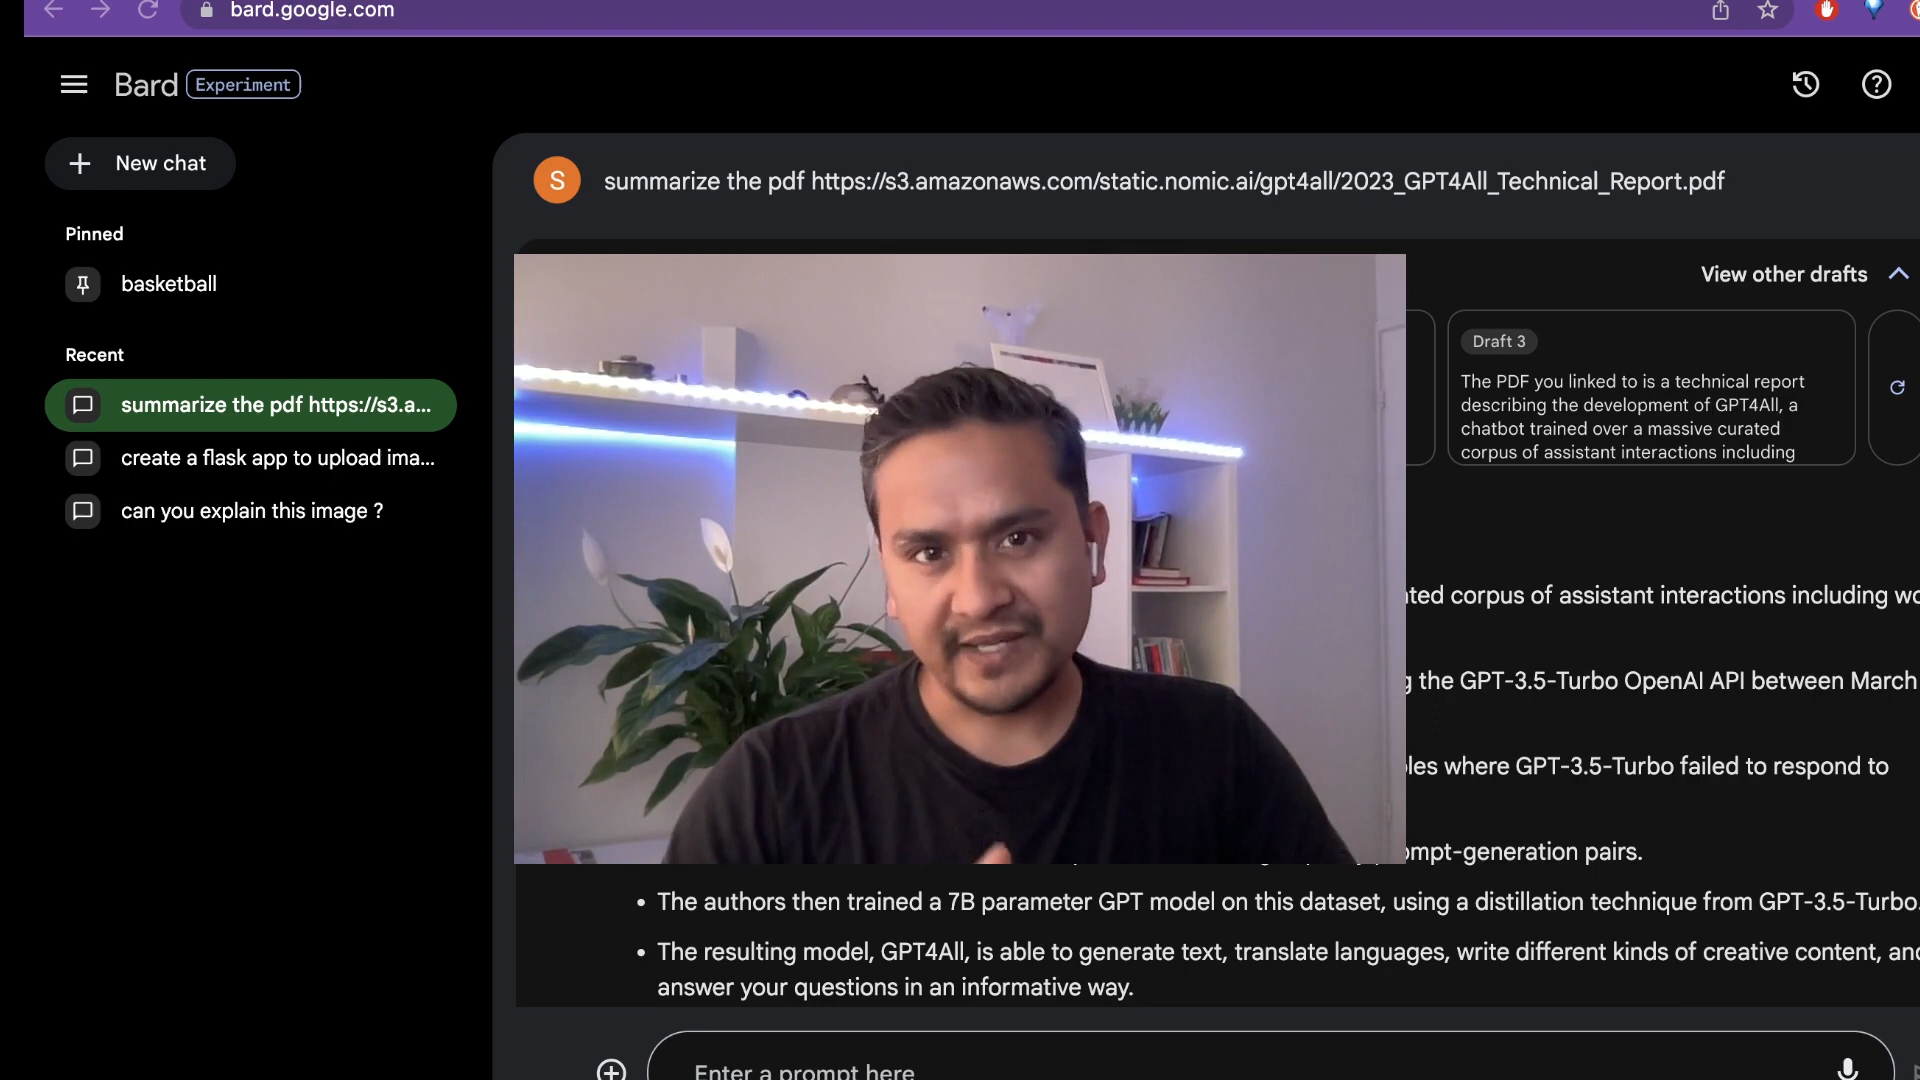 bard.google.com
Bard Experiment
New chat
Pinned
basketball
Recent
summarize the pdf https://s3.a...
create a flask app to upload ima...
can you explain this image ?
S
summarize the pdf https://s3.amazonaws.com/static.nomic.ai/gpt4all/2023_GPT4All_Technical_Report.pdf
View other drafts
Draft 3
The PDF you linked to is a technical report
describing the development of GPT4All, a
chatbot trained over a massive curated
corpus of assistant interactions including
corpus of assistant interactions including
the GPT-3.5-Turbo OpenAI API between March
where GPT-3.5-Turbo failed to respond to
ompt-generation pairs.
• The authors then trained a 7B parameter GPT model on this dataset, using a distillation technique from GPT-3.5-Turbo.
• The resulting model, GPT4All, is able to generate text, translate languages, write different kinds of creative content, and
answer your questions in an informative way.
Enter a prompt here